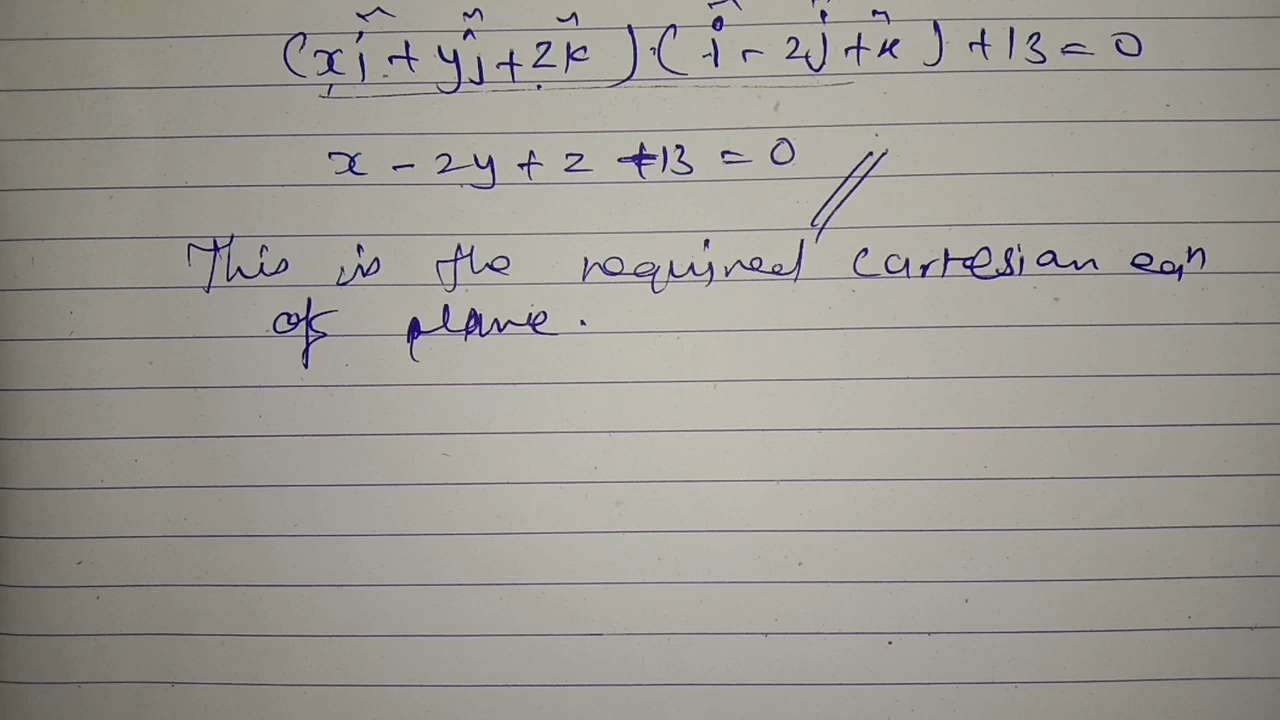 (xî + yĵ + zk̂).(î - 2ĵ + k̂) + 13 = 0
x - 2y + z + 13 = 0
This is the required cartesian eqn
of plane.